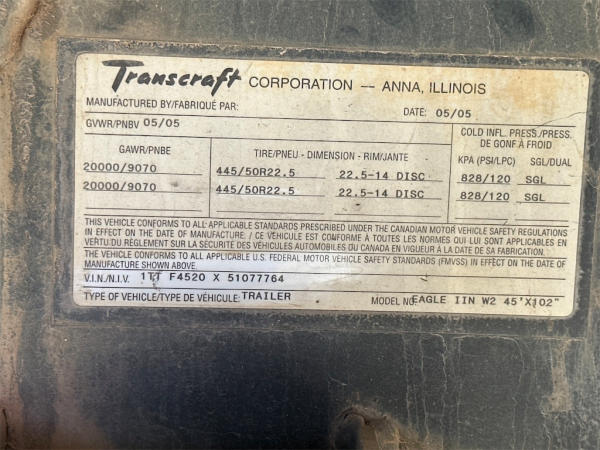 Transcraft CORPORATION — ANNA, ILLINOIS
MANUFACTURED BY/FABRIQUÉ PAR: DATE: 05/05
GVWR/PNBV 05/05
COLD INFL. PRESS./PRESS. DE GONF À FROID
GAWR/PNBE TIRE/PNEU - DIMENSION - RIM/JANTE KPA (PSI/LPC) SGL/DUAL
20000/9070 445/50R22.5 22.5-14 DISC 828/120 SGL
20000/9070 445/50R22.5 22.5-14 DISC 828/120 SGL
THIS VEHICLE CONFORMS TO ALL APPLICABLE STANDARDS PRESCRIBED UNDER THE CANADIAN MOTOR VEHICLE SAFETY REGULATIONS
IN EFFECT ON THE DATE OF MANUFACTURE. / CE VÉHICULE EST CONFORME À TOUTES LES NORMES QUI LUI SONT APPLICABLES EN
VERTU DU RÈGLEMENT SUR LA SÉCURITÉ DES VÉHICULES AUTOMOBILES DU CANADA EN VIGUEUR À LA DATE DE SA FABRICATION.
THE VEHICLE CONFORMS TO ALL APPLICABLE U.S. FEDERAL MOTOR VEHICLE SAFETY STANDARDS (FMVSS) IN EFFECT ON THE DATE OF
MANUFACTURE SHOWN ABOVE.
V.I.N./N.I.V. 1TT F4520 X 51077764
TYPE OF VEHICLE/TYPE DE VÉHICULE: TRAILER MODEL NO. EAGLE IIN W2 45'X102"